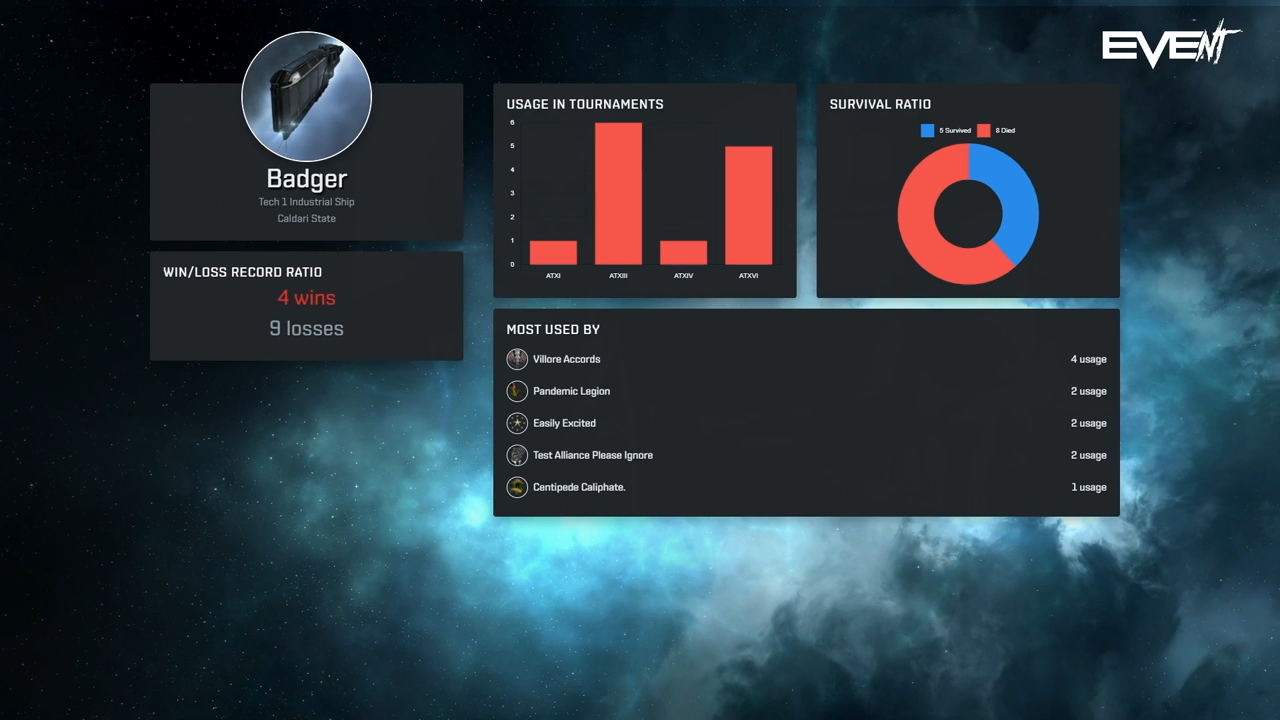 EVENT
Badger
Tech 1 Industrial Ship
Caldari State
WIN/LOSS RECORD RATIO
4 wins
9 losses
USAGE IN TOURNAMENTS
6
5
4
3
2
1
0
ATXI
ATXIII
ATXIV
ATXVI
SURVIVAL RATIO
5 Survived
8 Died
MOST USED BY
Villore Accords
4 usage
Pandemic Legion
2 usage
Easily Excited
2 usage
Test Alliance Please Ignore
2 usage
Centipede Caliphate.
1 usage